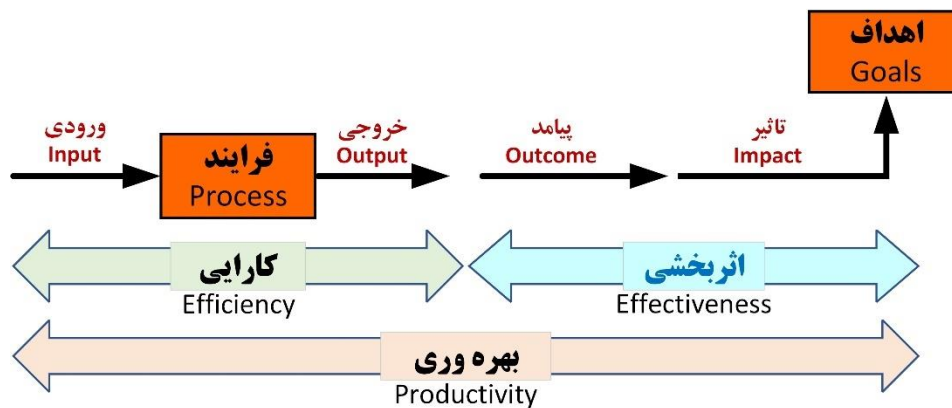 اهداف
Goals
ورودی
Input
فرایند
Process
خروجی
Output
پیامد
Outcome
تاثیر
Impact
کارایی
Efficiency
اثربخشی
Effectiveness
بهره وری
Productivity